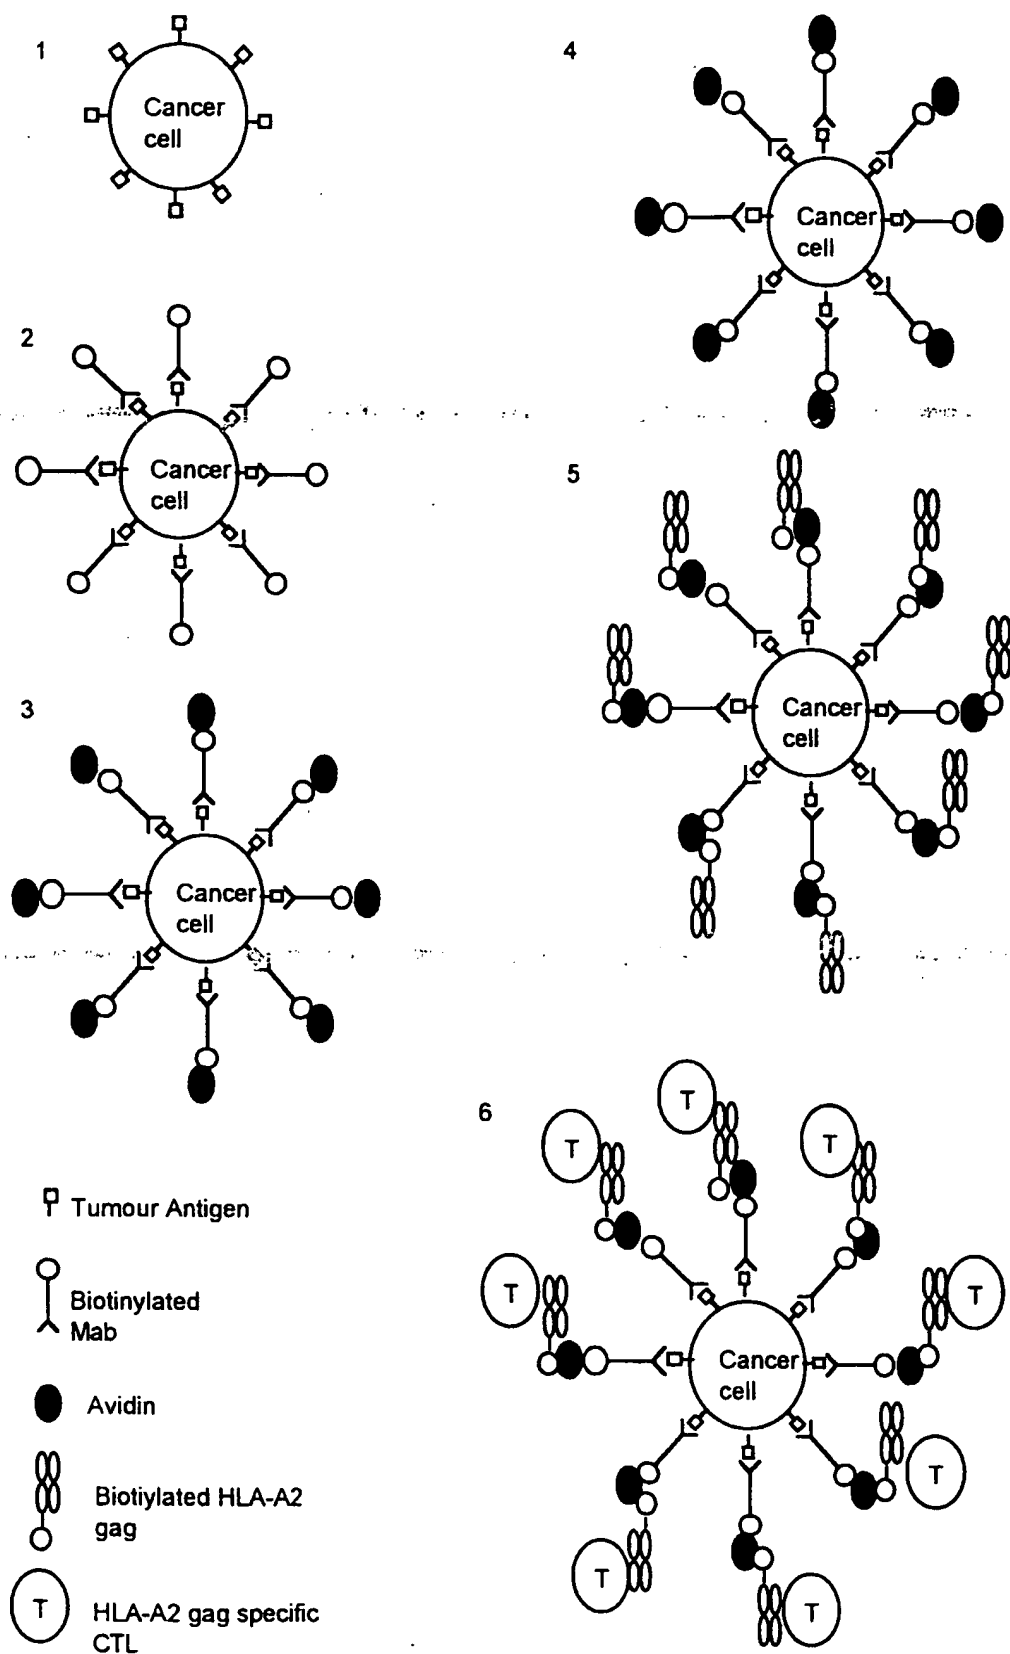 1
Cancer
cell
2
Cancer
cell
3
Cancer
cell
4
Cancer
cell
5
Cancer
cell
6
T
T
T
T
T
T
T
T
Cancer
cell
Tumour Antigen
Biotinylated
Mab
Avidin
Biotiylated HLA-A2
gag
T
HLA-A2 gag specific
CTL